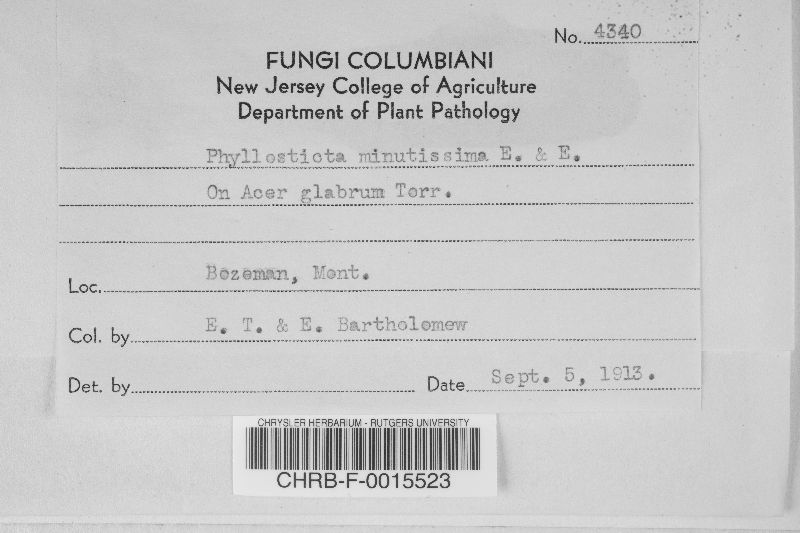 No. 4340
FUNGI COLUMBIANI
New Jersey College of Agriculture
Department of Plant Pathology
Phyllosticta minutissima E. & E.
On Acer glabrum Torr.
Loc. Bozeman, Mont.
Col. by E. T. & E. Bartholomew
Det. by Date Sept. 5, 1913.
CHRYSLER HERBARIUM - RUTGERS UNIVERSITY
CHRB-F-0015523